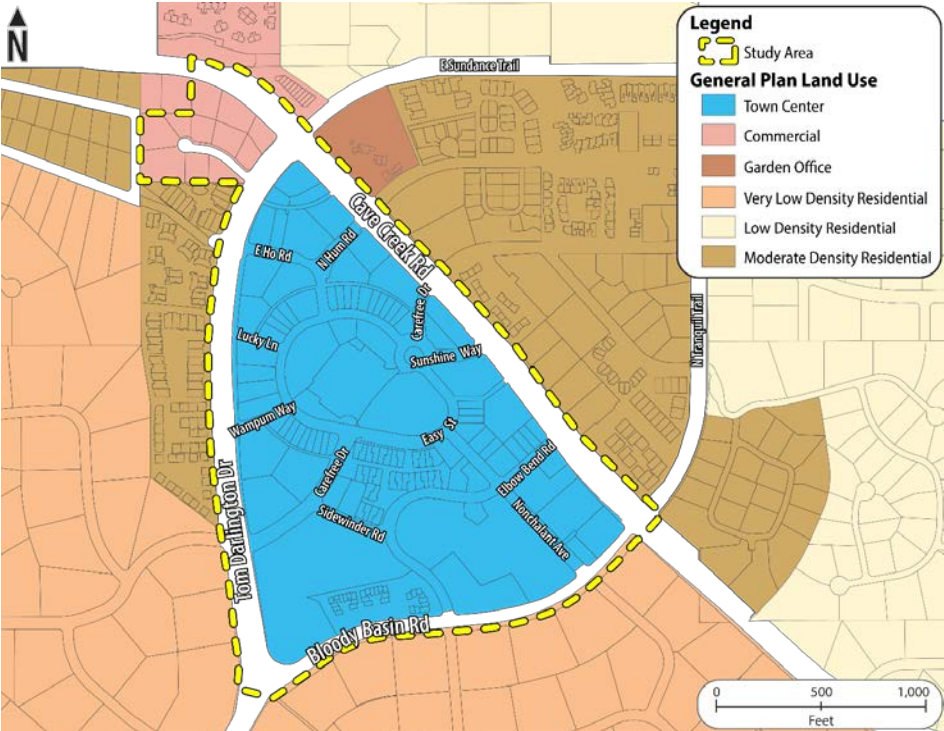 N
Legend
Study Area
General Plan Land Use
Town Center
Commercial
Garden Office
Very Low Density Residential
Low Density Residential
Moderate Density Residential
E Sundance Trail
Cave Creek Rd
E Ho Rd
N Hum Rd
Carefree Dr
Lucky Ln
Sunshine Way
N Tranquil Trail
Wampum Way
Easy St
Carefree Dr
Elbow Bend Rd
Sidewinder Rd
Nonchalant Ave
Tom Darlington Dr
Bloody Basin Rd
0 500 1,000
Feet